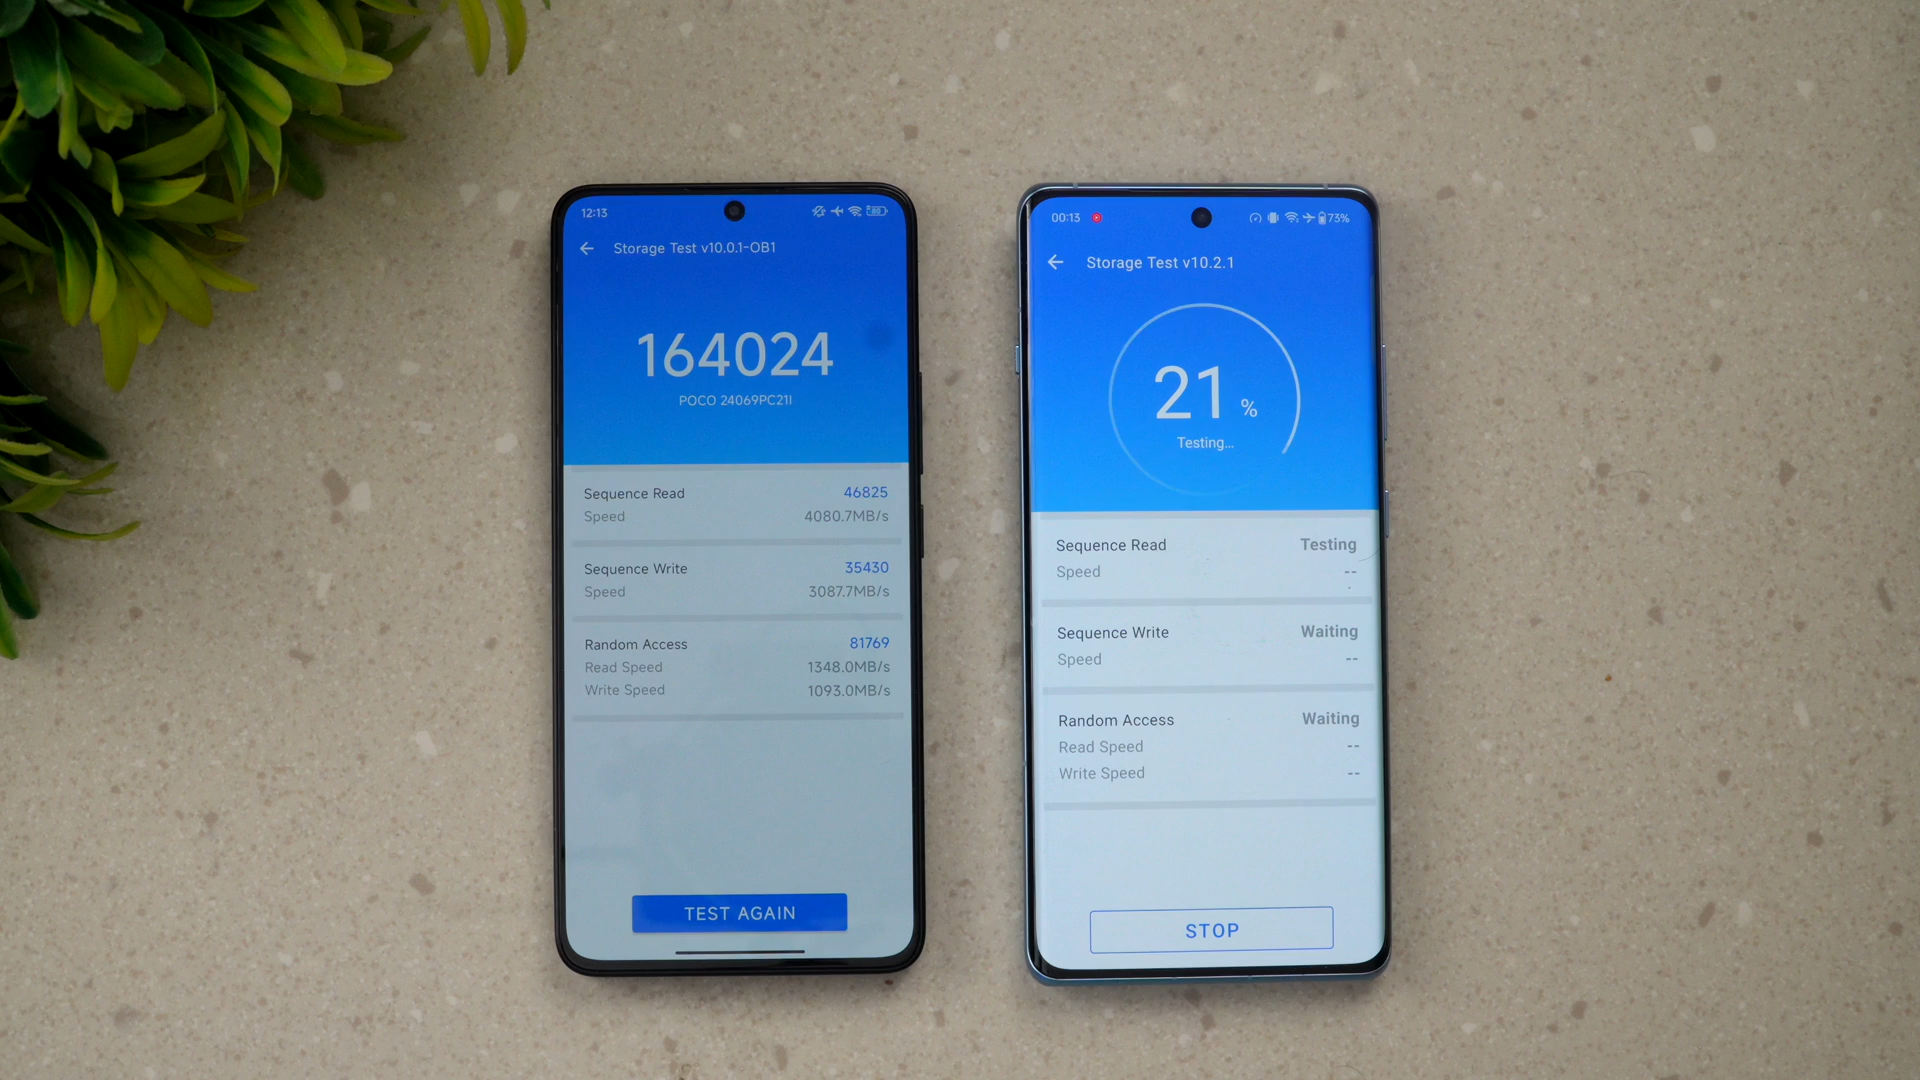 12:13
80
Storage Test v10.0.1-OB1
164024
POCO 24069PC21I
Sequence Read 46825
Speed 4080.7MB/s
Sequence Write 35430
Speed 3087.7MB/s
Random Access 81769
Read Speed 1348.0MB/s
Write Speed 1093.0MB/s
TEST AGAIN
00:13
73%
Storage Test v10.2.1
21 %
Testing...
Sequence Read Testing
Speed --
Sequence Write Waiting
Speed --
Random Access Waiting
Read Speed --
Write Speed --
STOP